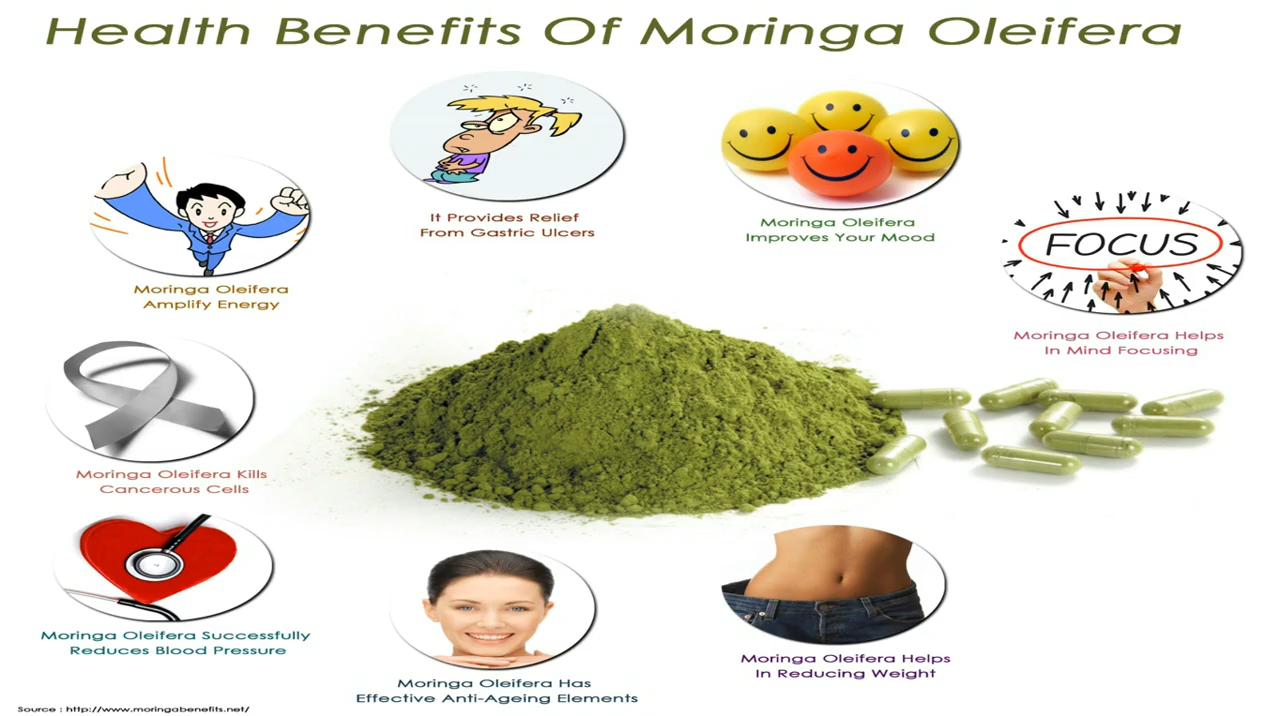 Health Benefits Of Moringa Oleifera
It Provides Relief
From Gastric Ulcers
Moringa Oleifera
Improves Your Mood
Moringa Oleifera
Amplify Energy
FOCUS
Moringa Oleifera Helps
In Mind Focusing
Moringa Oleifera Kills
Cancerous Cells
Moringa Oleifera Successfully
Reduces Blood Pressure
Moringa Oleifera Has
Effective Anti-Ageing Elements
Moringa Oleifera Helps
In Reducing Weight
Source : http://www.moringabenefits.net/